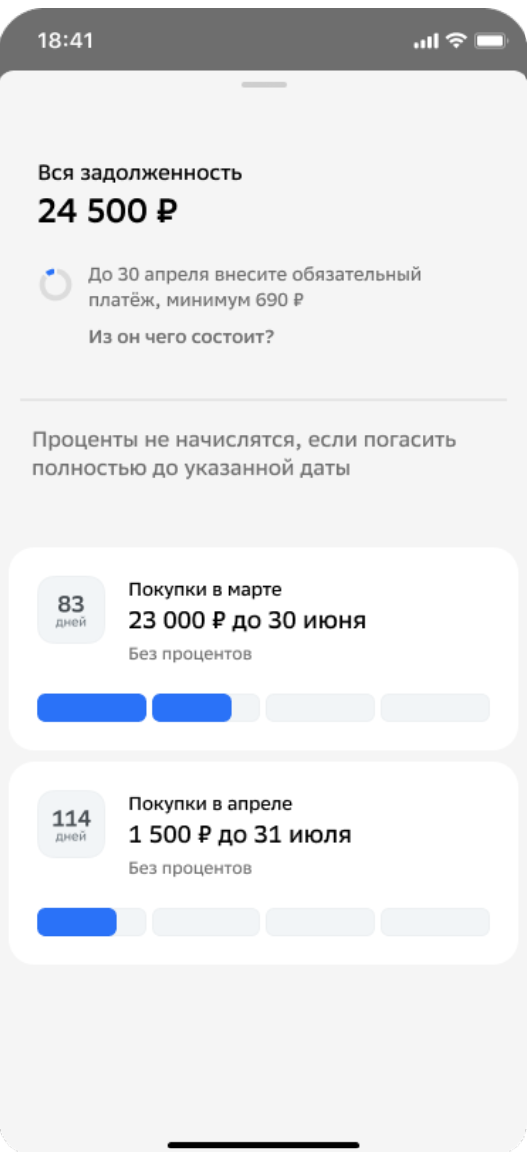 18:41
Вся задолженность
24 500 ₽
До 30 апреля внесите обязательный
платёж, минимум 690 ₽
Из он чего состоит?
Проценты не начислятся, если погасить
полностью до указанной даты
83
дней
Покупки в марте
23 000 ₽ до 30 июня
Без процентов
114
дней
Покупки в апреле
1 500 ₽ до 31 июля
Без процентов